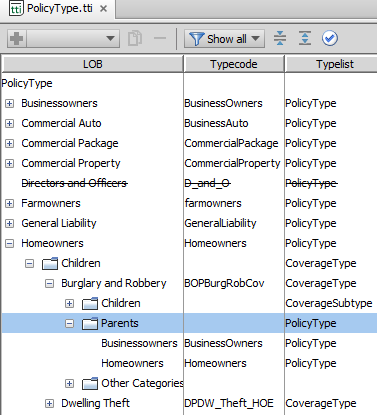 tti PolicyType.tti ×
Show all
LOB Typecode Typelist
PolicyType
Businessowners BusinessOwners PolicyType
Commercial Auto BusinessAuto PolicyType
Commercial Package CommercialPackage PolicyType
Commercial Property CommercialProperty PolicyType
Directors and Officers D_and_O PolicyType
Farmowners farmowners PolicyType
General Liability GeneralLiability PolicyType
Homeowners Homeowners PolicyType
Children CoverageType
Burglary and Robbery BOPBurgRobCov CoverageType
Children CoverageSubtype
Parents PolicyType
Businessowners BusinessOwners PolicyType
Homeowners Homeowners PolicyType
Other Categories
Dwelling Theft DPDW_Theft_HOE CoverageType